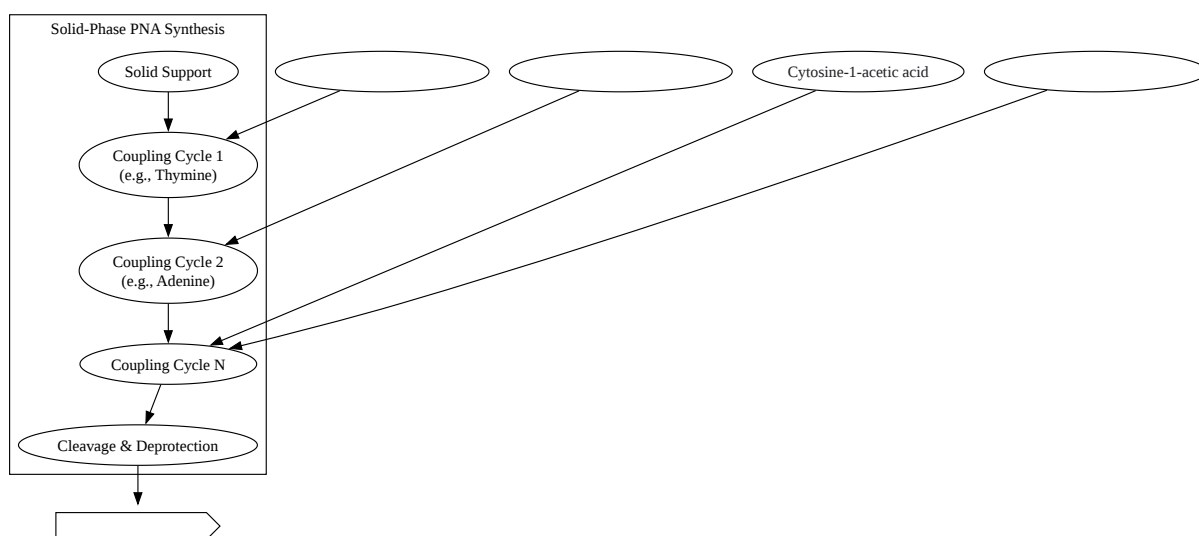 Solid-Phase PNA Synthesis
Solid Support
Cytosine-1-acetic acid
Coupling Cycle 1
(e.g., Thymine)
Coupling Cycle 2
(e.g., Adenine)
Coupling Cycle N
Cleavage & Deprotection